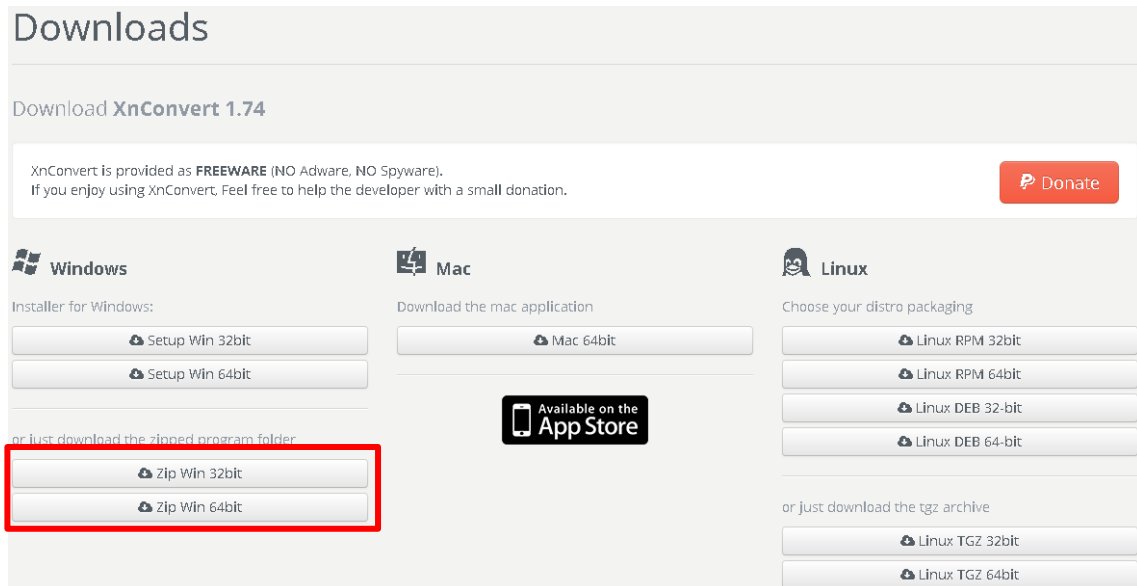 Downloads
Download XnConvert 1.74
XnConvert is provided as FREEWARE (NO Adware, NO Spyware).
If you enjoy using XnConvert, Feel free to help the developer with a small donation.
Donate
Windows
Installer for Windows:
Setup Win 32bit
Setup Win 64bit
or just download the zipped program folder
Zip Win 32bit
Zip Win 64bit
Mac
Download the mac application
Mac 64bit
Available on the
App Store
Linux
Choose your distro packaging
Linux RPM 32bit
Linux RPM 64bit
Linux DEB 32-bit
Linux DEB 64-bit
or just download the tgz archive
Linux TGZ 32bit
Linux TGZ 64bit